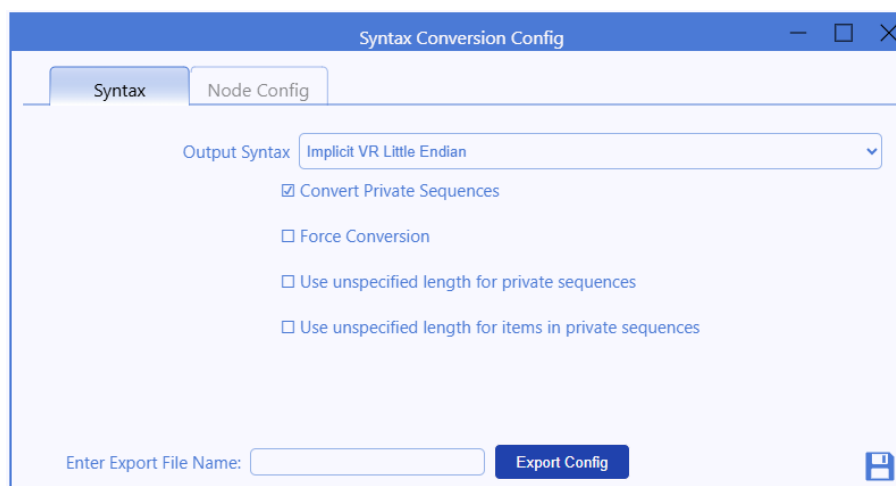 Syntax Conversion Config
Syntax Node Config
Output Syntax Implicit VR Little Endian
Convert Private Sequences
Force Conversion
Use unspecified length for private sequences
Use unspecified length for items in private sequences
Enter Export File Name: Export Config